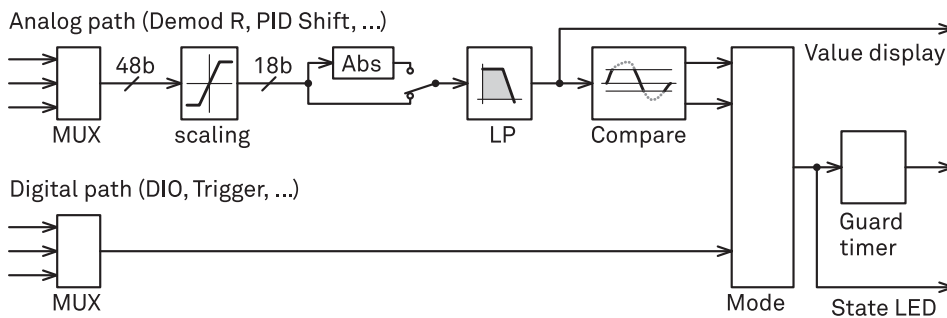 Analog path (Demod R, PID Shift, ...)
48b
18b
Abs
Value display
MUX
scaling
LP
Compare
Digital path (DIO, Trigger, ...)
Guard
timer
MUX
Mode
State LED